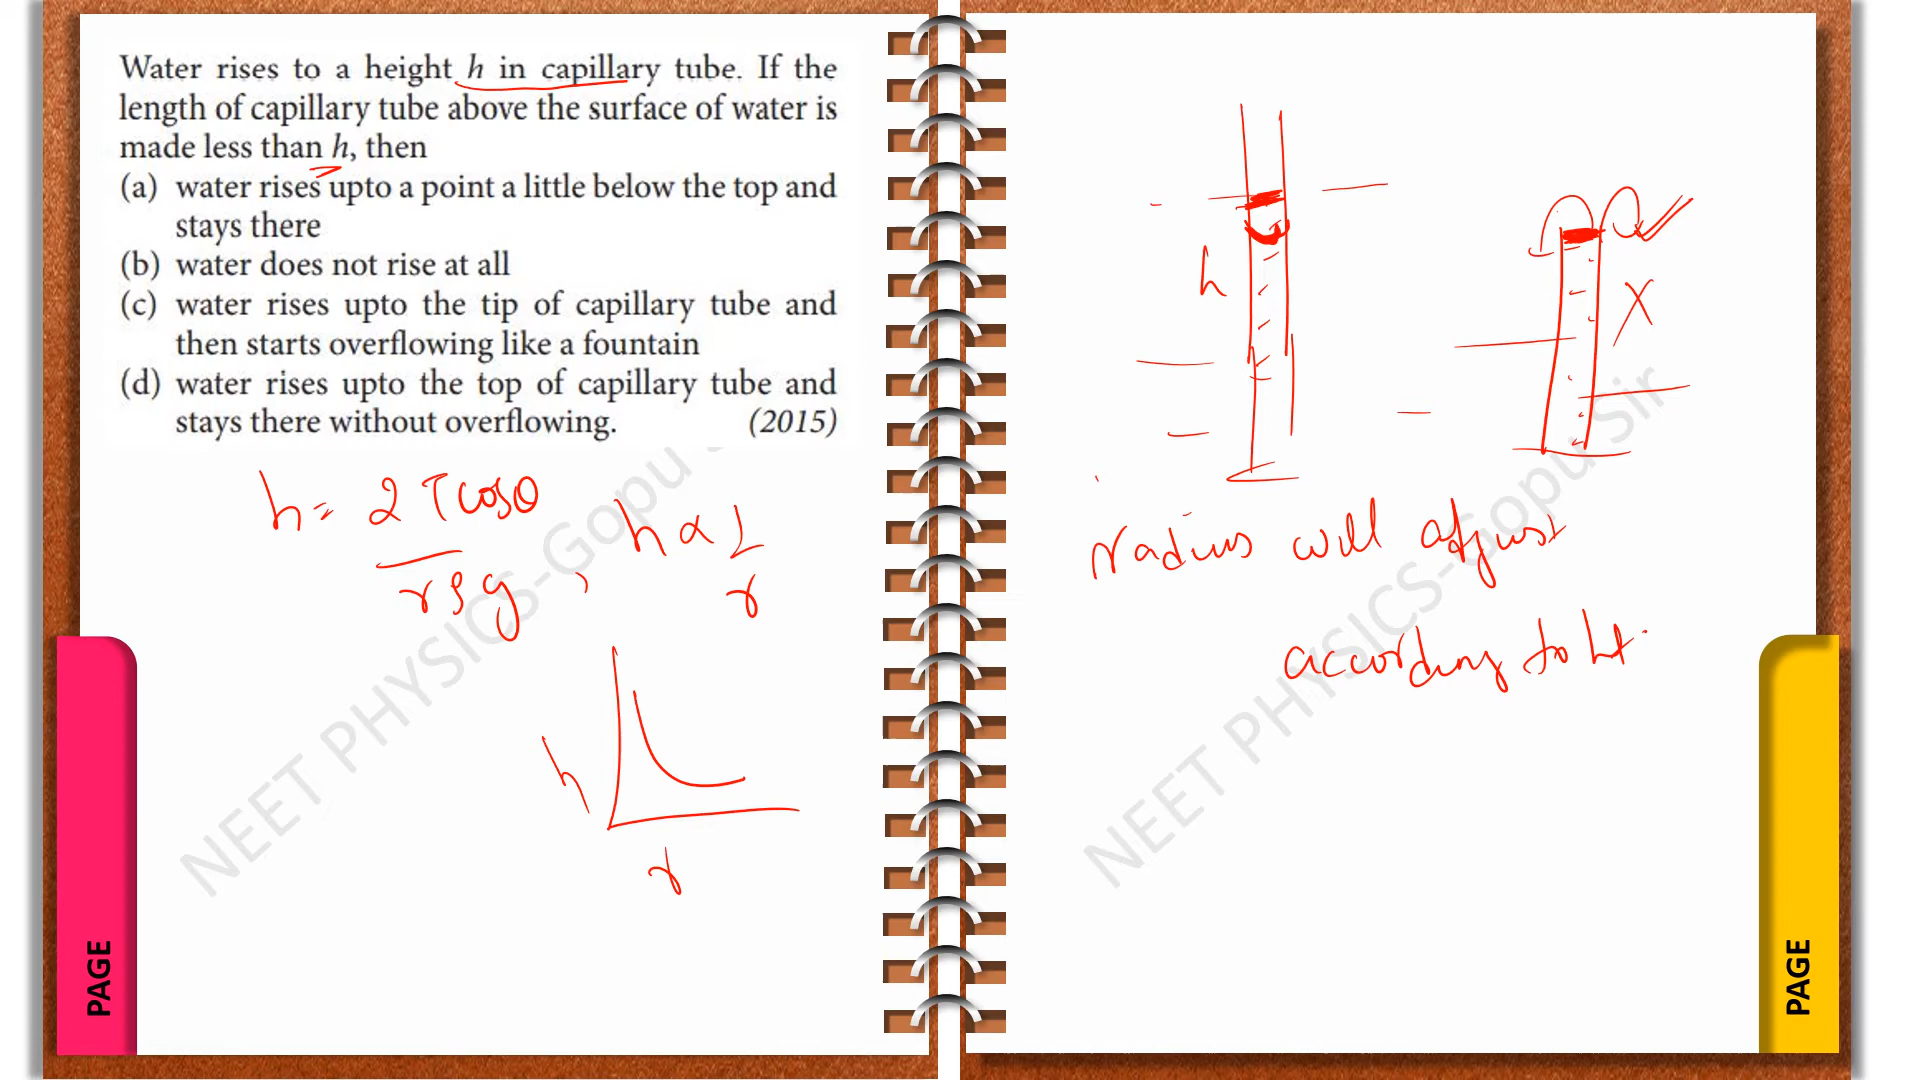 Water rises to a height h in capillary tube. If the
length of capillary tube above the surface of water is
made less than h, then
(a) water rises upto a point a little below the top and
stays there
(b) water does not rise at all
(c) water rises upto the tip of capillary tube and
then starts overflowing like a fountain
(d) water rises upto the top of capillary tube and
stays there without overflowing. (2015)
h = 2 T cosθ / r ρ g , h α 1 / r
h
r
NEET PHYSICS-Gopu S
PAGE
h
X
radius will adjust
according to ht.
NEET PHYSICS-Gopu Sir
PAGE